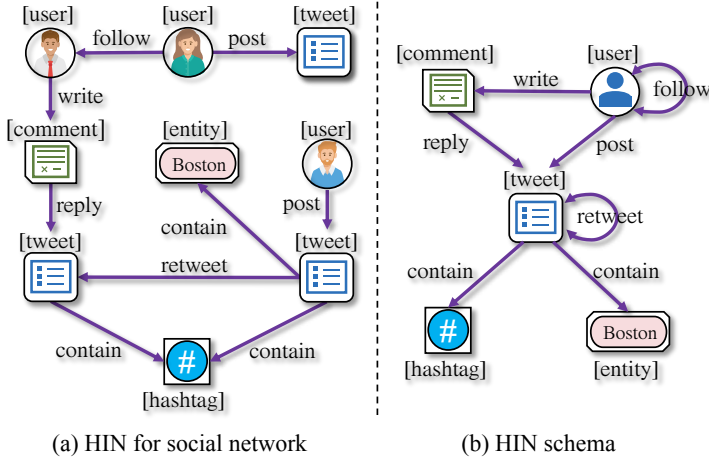 [user]
[user]
[tweet]
follow
post
write
[comment]
[entity]
[user]
Boston
reply
contain
post
[tweet]
[tweet]
retweet
contain
contain
#
[hashtag]
(a) HIN for social network
[comment]
[user]
write
follow
reply
post
[tweet]
retweet
contain
contain
#
Boston
[hashtag]
[entity]
(b) HIN schema